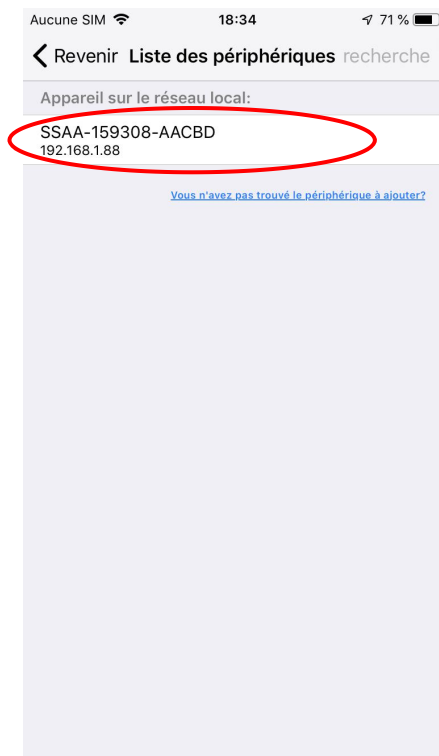 Aucune SIM 18:34 71 %
Revenir Liste des périphériques recherche
Appareil sur le réseau local:
SSAA-159308-AACBD
192.168.1.88
Vous n'avez pas trouvé le périphérique à ajouter?